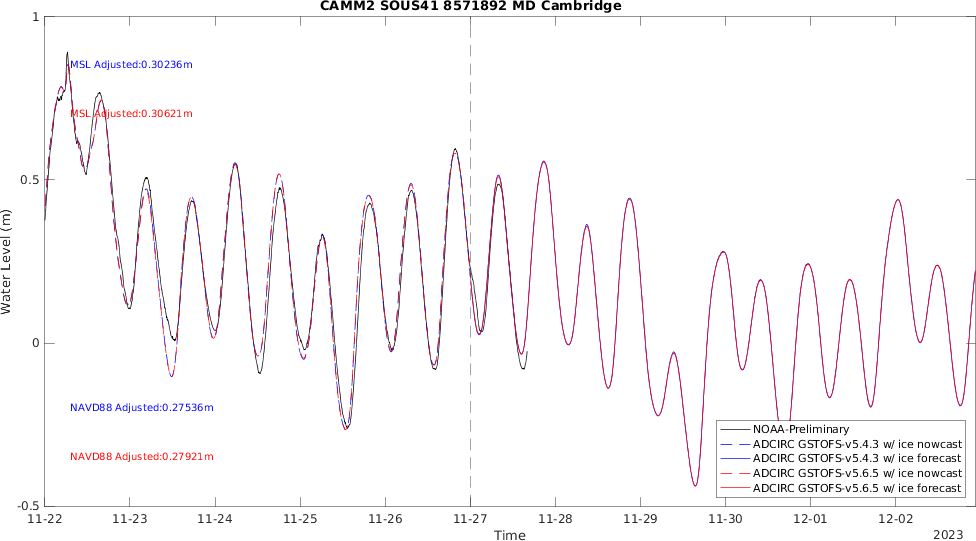 CAMM2 SOUS41 8571892 MD Cambridge
1
MSL Adjusted:0.30236m
MSL Adjusted:0.30621m
0.5
Water Level (m)
0
NAVD88 Adjusted:0.27536m
NAVD88 Adjusted:0.27921m
-0.5
NOAA-Preliminary
ADCIRC GSTOFS-v5.4.3 w/ ice nowcast
ADCIRC GSTOFS-v5.4.3 w/ ice forecast
ADCIRC GSTOFS-v5.6.5 w/ ice nowcast
ADCIRC GSTOFS-v5.6.5 w/ ice forecast
11-22 11-23 11-24 11-25 11-26 11-27 11-28 11-29 11-30 12-01 12-02
Time
2023